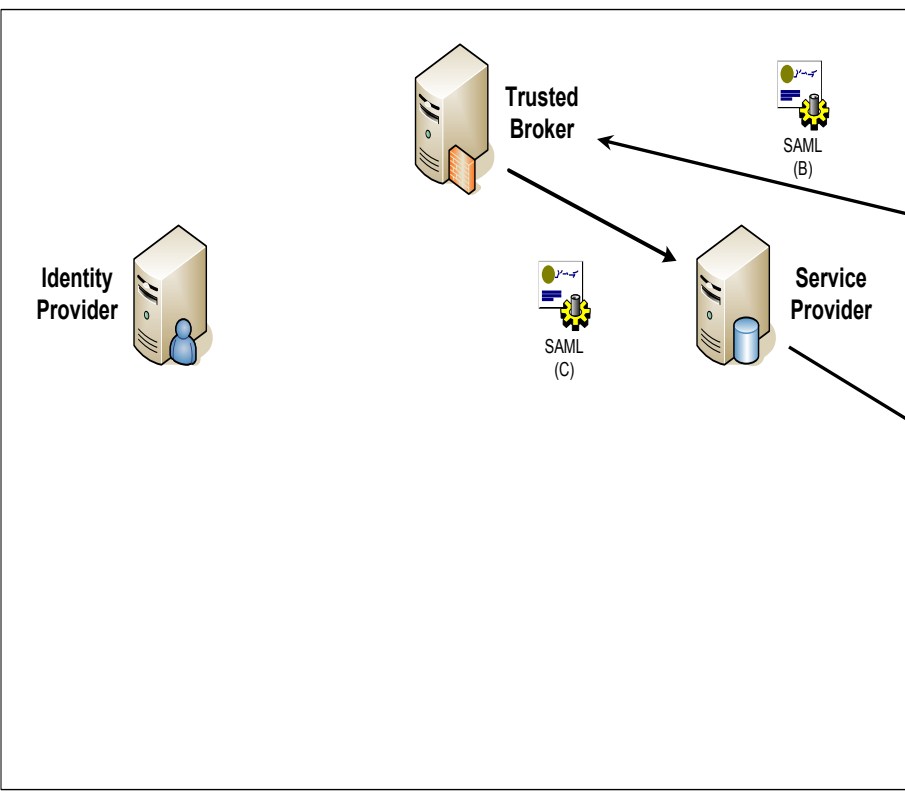 Trusted
Broker
SAML
(B)
Identity
Provider
Service
Provider
SAML
(C)